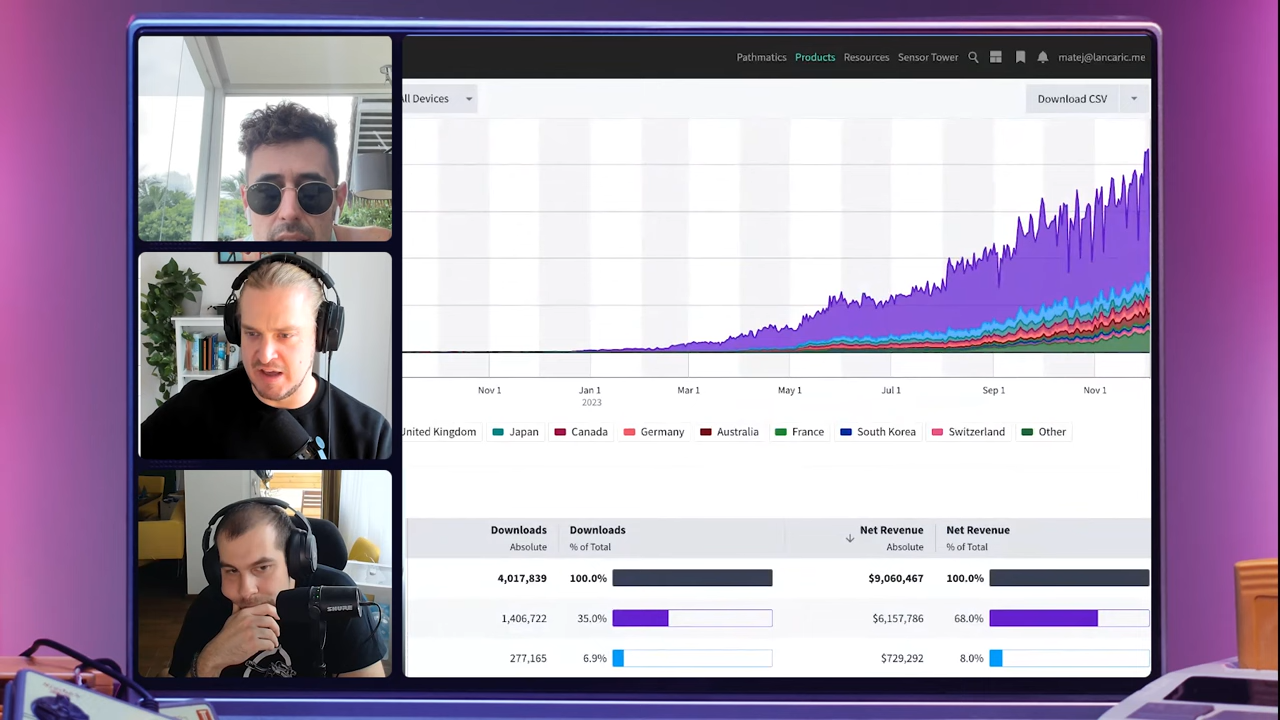 Pathmatics Products Resources Sensor Tower matej@lancaric.me
All Devices Download CSV
Nov 1 Jan 1 Mar 1 May 1 Jul 1 Sep 1 Nov 1
2023
United Kingdom Japan Canada Germany Australia France South Korea Switzerland Other
Downloads Downloads Net Revenue Net Revenue
Absolute % of Total Absolute % of Total
4,017,839 100.0% $9,060,467 100.0%
1,406,722 35.0% $6,157,786 68.0%
277,165 6.9% $729,292 8.0%
SHURE